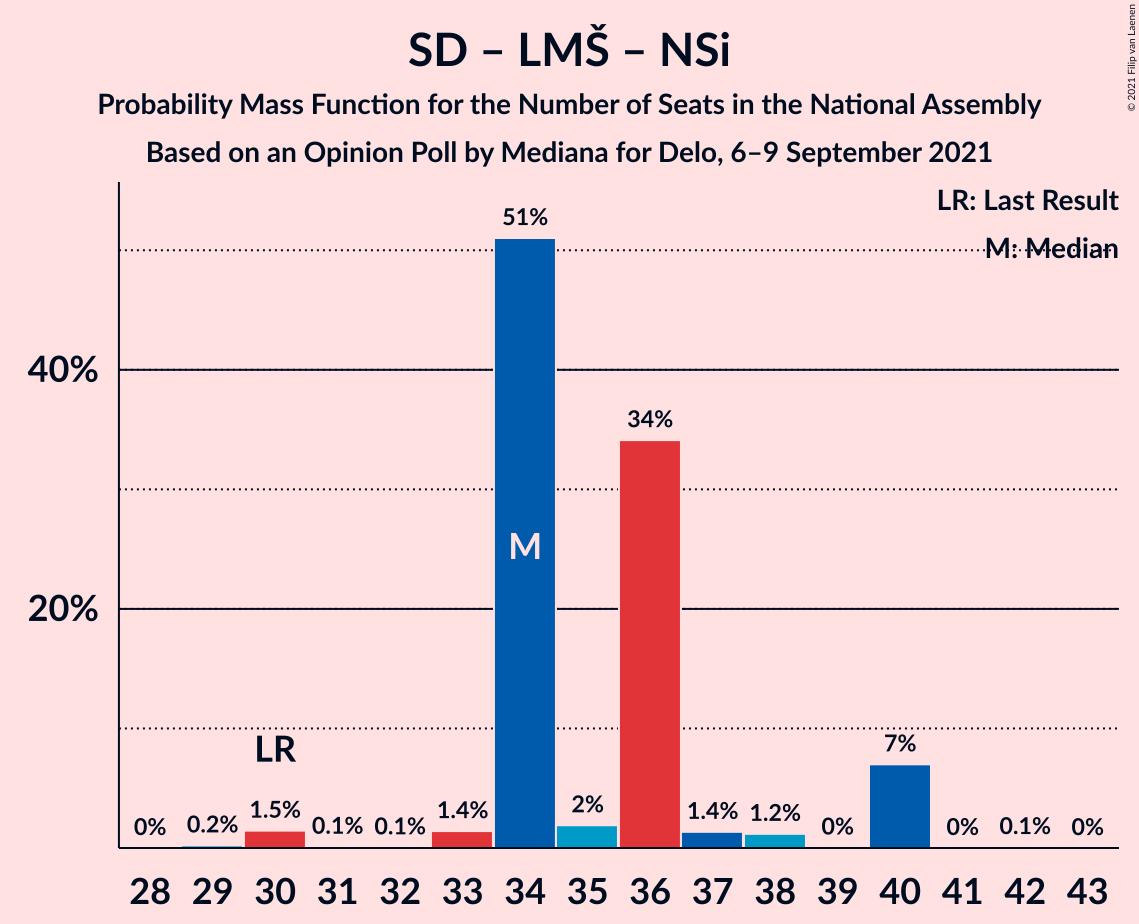 SD – LMŠ – NSi
Probability Mass Function for the Number of Seats in the National Assembly
Based on an Opinion Poll by Mediana for Delo, 6–9 September 2021
© 2021 Filip van Laenen
LR: Last Result
M: Median
40%
20%
0%
0.2%
1.5%
0.1%
0.1%
1.4%
51%
2%
34%
1.4%
1.2%
0%
7%
0%
0.1%
0%
LR
M
28 29 30 31 32 33 34 35 36 37 38 39 40 41 42 43